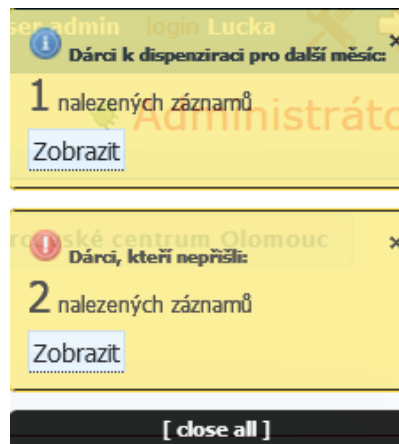 ser admin login Lucka
Dárci k dispenziraci pro další měsíc:
1 nalezených záznamů
Administráto
Zobrazit
centrum Olomouc
Dárci, kteří nepřišli:
2 nalezených záznamů
Zobrazit
[ close all ]